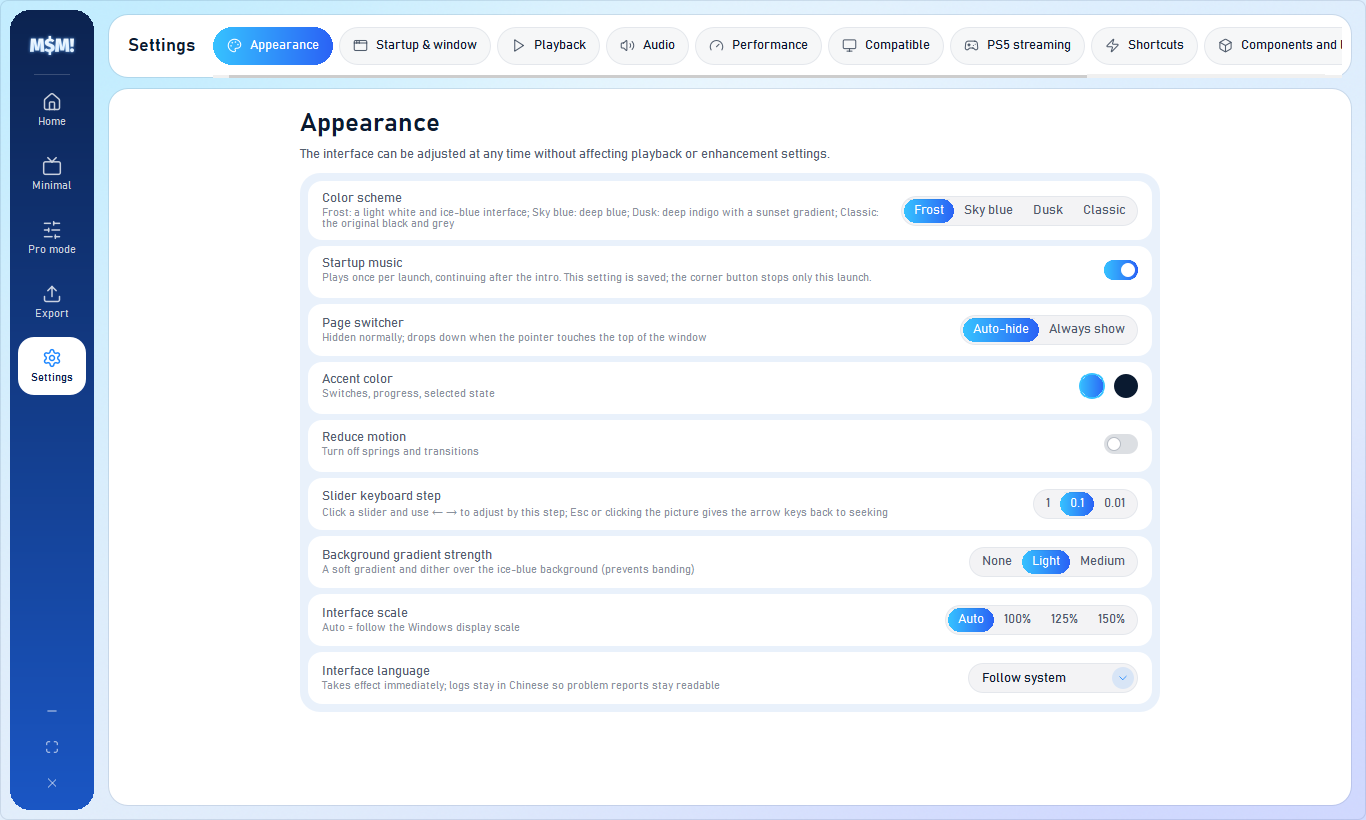 M$M!
Home
Minimal
Pro mode
Export
Settings
Settings
Appearance
Startup & window
Playback
Audio
Performance
Compatible
PS5 streaming
Shortcuts
Components and
Appearance
The interface can be adjusted at any time without affecting playback or enhancement settings.
Color scheme
Frost: a light white and ice-blue interface; Sky blue: deep blue; Dusk: deep indigo with a sunset gradient; Classic:
the original black and grey
Frost
Sky blue
Dusk
Classic
Startup music
Plays once per launch, continuing after the intro. This setting is saved; the corner button stops only this launch.
Page switcher
Hidden normally; drops down when the pointer touches the top of the window
Auto-hide
Always show
Accent color
Switches, progress, selected state
Reduce motion
Turn off springs and transitions
Slider keyboard step
Click a slider and use ← → to adjust by this step; Esc or clicking the picture gives the arrow keys back to seeking
1
0.1
0.01
Background gradient strength
A soft gradient and dither over the ice-blue background (prevents banding)
None
Light
Medium
Interface scale
Auto = follow the Windows display scale
Auto
100%
125%
150%
Interface language
Takes effect immediately; logs stay in Chinese so problem reports stay readable
Follow system